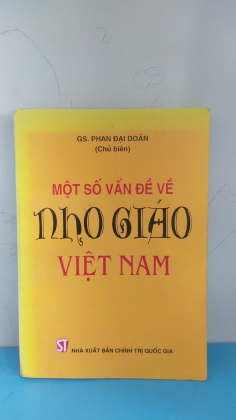 GS. PHAN ĐẠI DOÃN
(Chủ biên)
MỘT SỐ VẤN ĐỀ VỀ
NHO GIÁO
VIỆT NAM
ST NHÀ XUẤT BẢN CHÍNH TRỊ QUỐC GIA